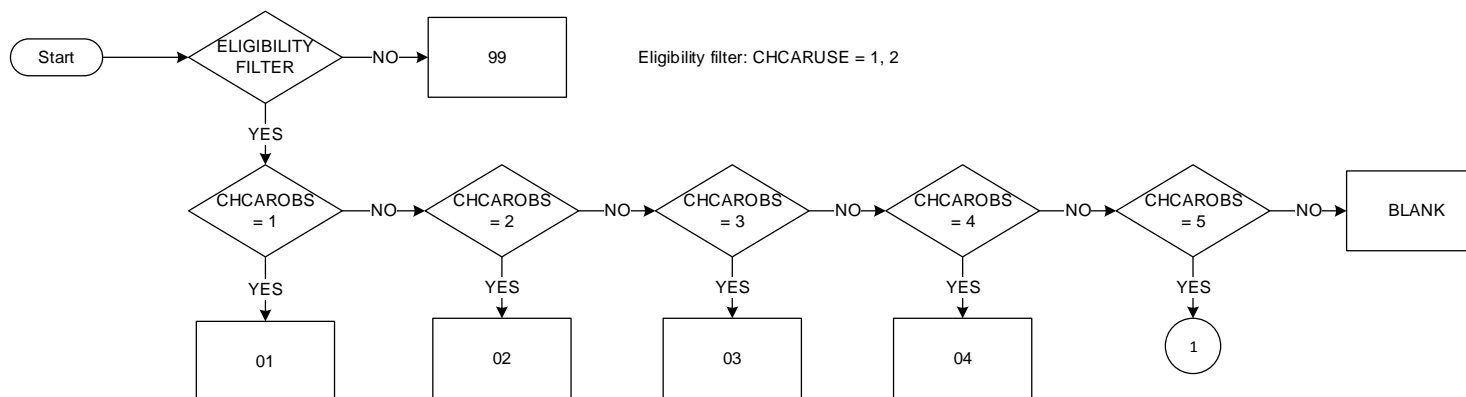 Start
ELIGIBILITY
FILTER
NO
99
Eligibility filter: CHCARUSE = 1, 2
YES
CHCAROBS
= 1
NO
CHCAROBS
= 2
NO
CHCAROBS
= 3
NO
CHCAROBS
= 4
NO
CHCAROBS
= 5
NO
BLANK
YES
YES
YES
YES
YES
01
02
03
04
1